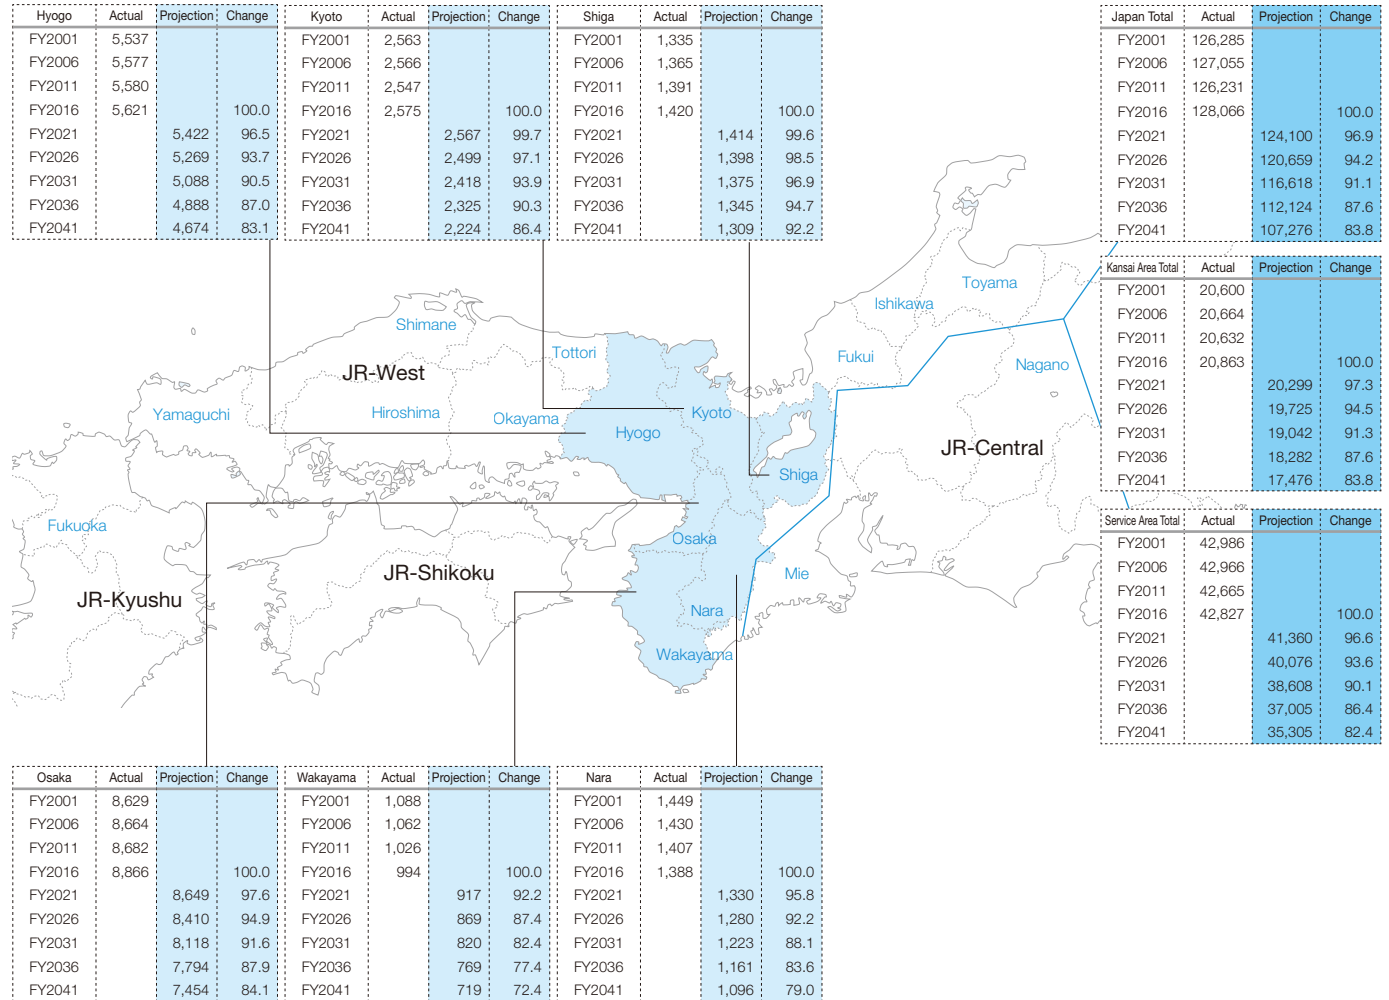 Hyogo Actual Projection Change
FY2001 5,537
FY2006 5,577
FY2011 5,580
FY2016 5,621 100.0
FY2021 5,422 96.5
FY2026 5,269 93.7
FY2031 5,088 90.5
FY2036 4,888 87.0
FY2041 4,674 83.1
Kyoto Actual Projection Change
FY2001 2,563
FY2006 2,566
FY2011 2,547
FY2016 2,575 100.0
FY2021 2,567 99.7
FY2026 2,499 97.1
FY2031 2,418 93.9
FY2036 2,325 90.3
FY2041 2,224 86.4
Shiga Actual Projection Change
FY2001 1,335
FY2006 1,365
FY2011 1,391
FY2016 1,420 100.0
FY2021 1,414 99.6
FY2026 1,398 98.5
FY2031 1,375 96.9
FY2036 1,345 94.7
FY2041 1,309 92.2
Japan Total Actual Projection Change
FY2001 126,285
FY2006 127,055
FY2011 126,231
FY2016 128,066 100.0
FY2021 124,100 96.9
FY2026 120,659 94.2
FY2031 116,618 91.1
FY2036 112,124 87.6
FY2041 107,276 83.8
Kansai Area Total Actual Projection Change
FY2001 20,600
FY2006 20,664
FY2011 20,632
FY2016 20,863 100.0
FY2021 20,299 97.3
FY2026 19,725 94.5
FY2031 19,042 91.3
FY2036 18,282 87.6
FY2041 17,476 83.8
Service Area Total Actual Projection Change
FY2001 42,986
FY2006 42,966
FY2011 42,665
FY2016 42,827 100.0
FY2021 41,360 96.6
FY2026 40,076 93.6
FY2031 38,608 90.1
FY2036 37,005 86.4
FY2041 35,305 82.4
Toyama
Ishikawa
Shimane
Tottori
Fukui
Nagano
JR-West
Yamaguchi
Hiroshima
Okayama
Kyoto
Hyogo
JR-Central
Shiga
Fukuoka
Osaka
JR-Shikoku
Mie
JR-Kyushu
Nara
Wakayama
Osaka Actual Projection Change
FY2001 8,629
FY2006 8,664
FY2011 8,682
FY2016 8,866 100.0
FY2021 8,649 97.6
FY2026 8,410 94.9
FY2031 8,118 91.6
FY2036 7,794 87.9
FY2041 7,454 84.1
Wakayama Actual Projection Change
FY2001 1,088
FY2006 1,062
FY2011 1,026
FY2016 994 100.0
FY2021 917 92.2
FY2026 869 87.4
FY2031 820 82.4
FY2036 769 77.4
FY2041 719 72.4
Nara Actual Projection Change
FY2001 1,449
FY2006 1,430
FY2011 1,407
FY2016 1,388 100.0
FY2021 1,330 95.8
FY2026 1,280 92.2
FY2031 1,223 88.1
FY2036 1,161 83.6
FY2041 1,096 79.0